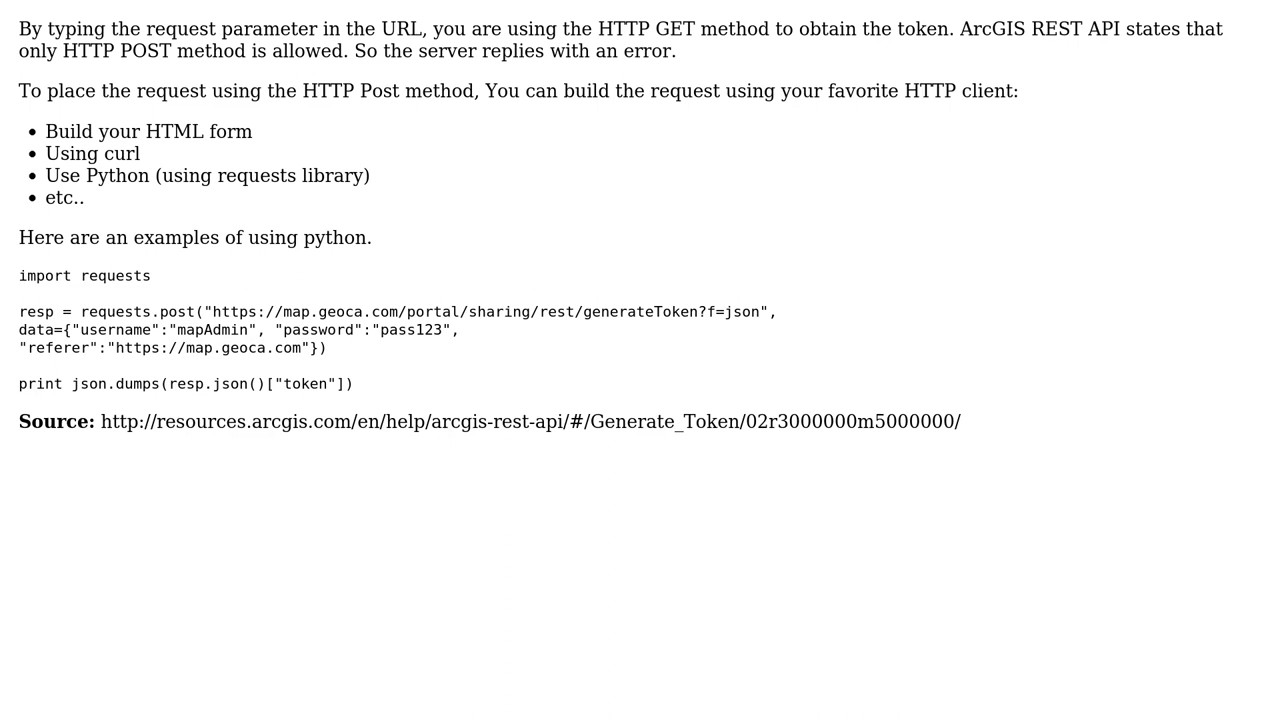 By typing the request parameter in the URL, you are using the HTTP GET method to obtain the token. ArcGIS REST API states that
only HTTP POST method is allowed. So the server replies with an error.
To place the request using the HTTP Post method, You can build the request using your favorite HTTP client:
• Build your HTML form
• Using curl
• Use Python (using requests library)
• etc..
Here are an examples of using python.
import requests
resp = requests.post("https://map.geoca.com/portal/sharing/rest/generateToken?f=json",
data={"username":"mapAdmin", "password":"pass123",
"referer":"https://map.geoca.com"})
print json.dumps(resp.json()["token"])
Source: http://resources.arcgis.com/en/help/arcgis-rest-api/#/Generate_Token/02r3000000m5000000/